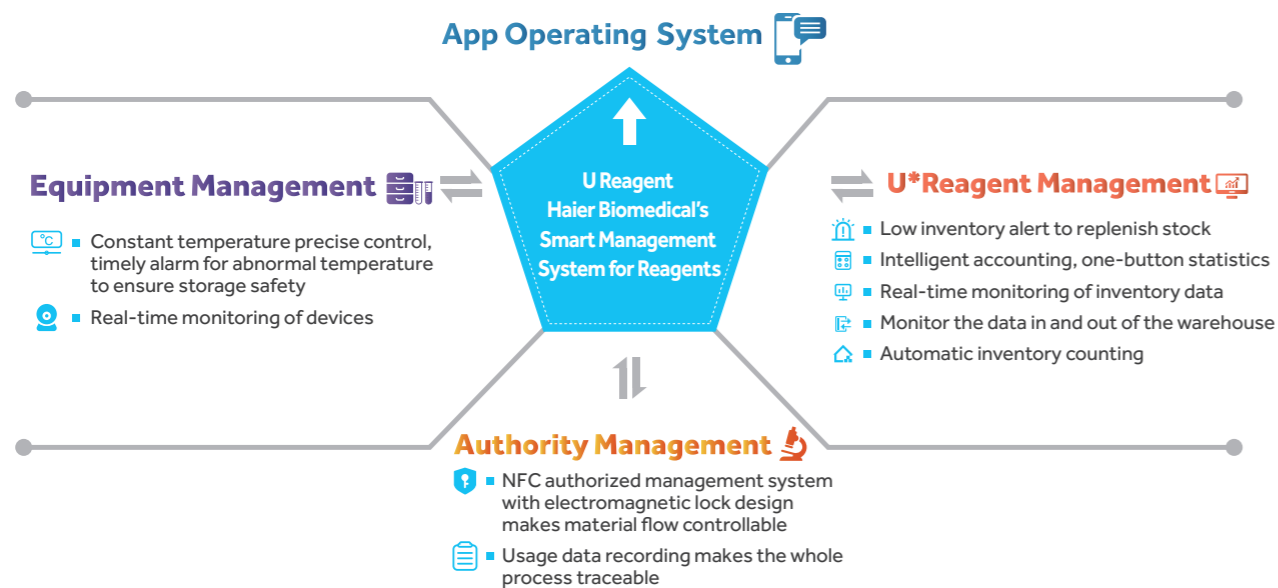 App Operating System
U Reagent
Haier Biomedical's
Smart Management
System for Reagents
Equipment Management
°C
Constant temperature precise control,
timely alarm for abnormal temperature
to ensure storage safety
Real-time monitoring of devices
U*Reagent Management
Low inventory alert to replenish stock
Intelligent accounting, one-button statistics
Real-time monitoring of inventory data
Monitor the data in and out of the warehouse
Automatic inventory counting
Authority Management
NFC authorized management system
with electromagnetic lock design
makes material flow controllable
Usage data recording makes the whole
process traceable